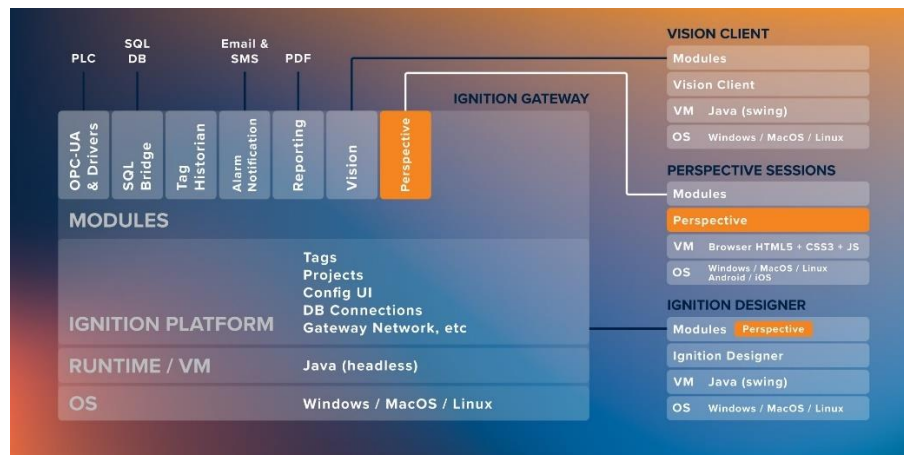 PLC
SQL
DB
Email &
SMS
PDF
IGNITION GATEWAY
OPC-UA
& Drivers
SQL
Bridge
Tag
Historian
Alarm
Notification
Reporting
Vision
Perspective
MODULES
Tags
Projects
Config UI
DB Connections
Gateway Network, etc
IGNITION PLATFORM
RUNTIME / VM
Java (headless)
OS
Windows / MacOS / Linux
VISION CLIENT
Modules
Vision Client
VM Java (swing)
OS Windows / MacOS / Linux
PERSPECTIVE SESSIONS
Modules
Perspective
VM Browser HTML5 + CSS3 + JS
OS Windows / MacOS / Linux
Android / iOS
IGNITION DESIGNER
Modules Perspective
Ignition Designer
VM Java (swing)
OS Windows / MacOS / Linux